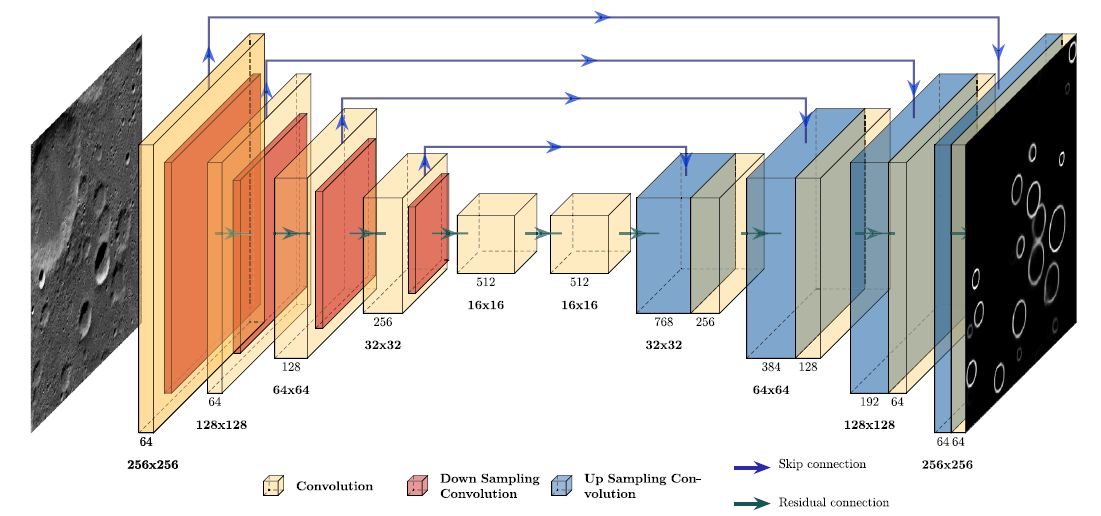 512
512
256
768
256
16x16
16x16
32x32
32x32
128
384
128
64x64
64x64
64
192
64
128x128
128x128
64
64
64
256x256
256x256
Convolution
Down Sampling
Convolution
Up Sampling Con-
volution
Skip connection
Residual connection